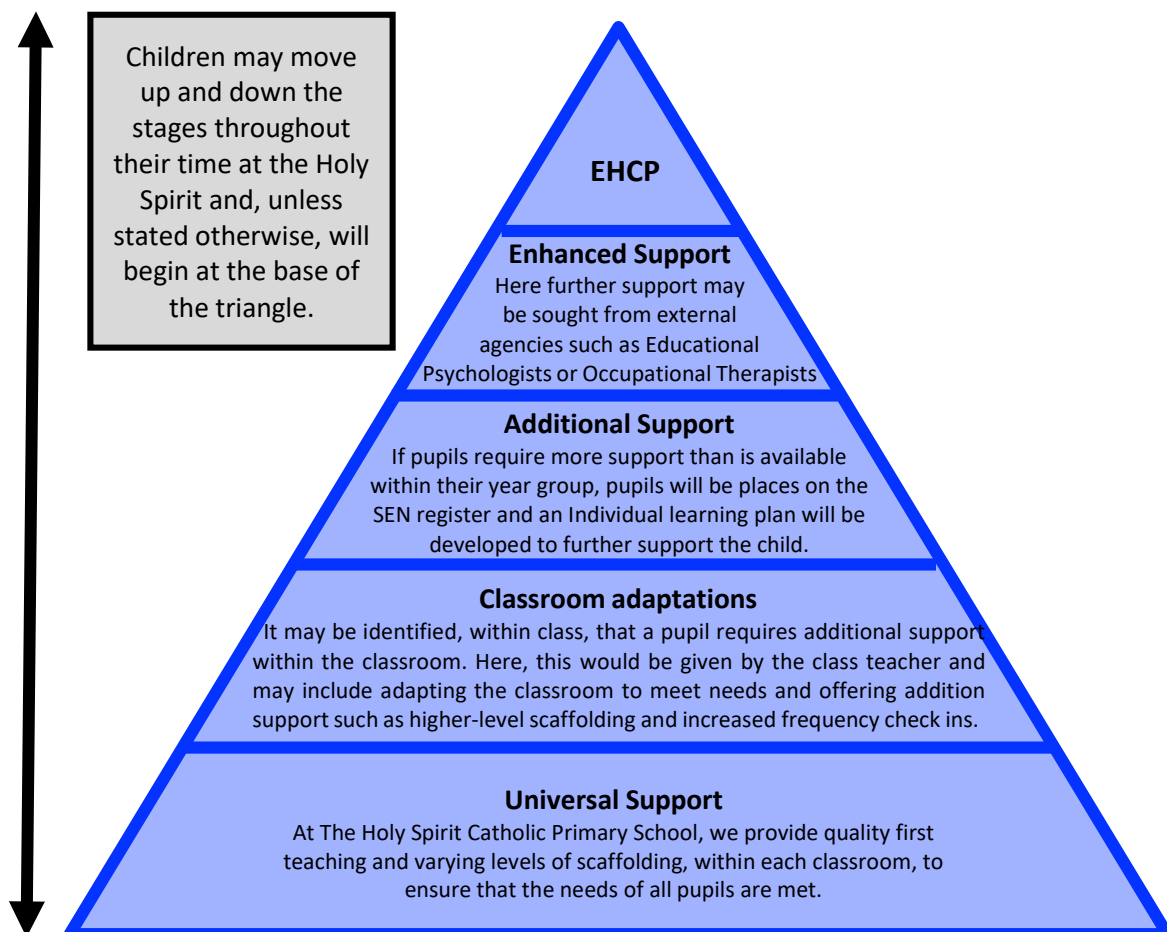 Children may move
up and down the
stages throughout
their time at the Holy
Spirit and, unless
stated otherwise, will
begin at the base of
the triangle.
EHCP
Enhanced Support
Here further support may
be sought from external
agencies such as Educational
Psychologists or Occupational Therapists
Additional Support
If pupils require more support than is available
within their year group, pupils will be places on the
SEN register and an Individual learning plan will be
developed to further support the child.
Classroom adaptations
It may be identified, within class, that a pupil requires additional support
within the classroom. Here, this would be given by the class teacher and
may include adapting the classroom to meet needs and offering addition
support such as higher-level scaffolding and increased frequency check ins.
Universal Support
At The Holy Spirit Catholic Primary School, we provide quality first
teaching and varying levels of scaffolding, within each classroom, to
ensure that the needs of all pupils are met.